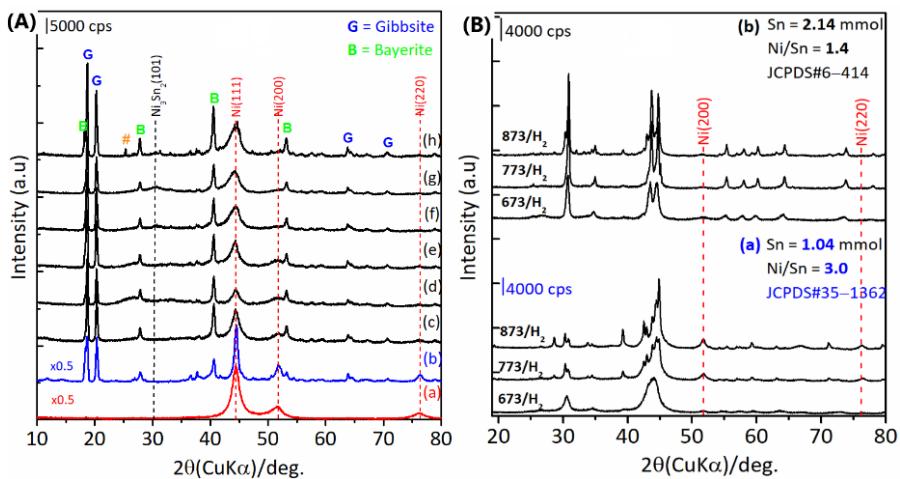 (A)
5000 cps
G = Gibbsite
B = Bayerite
G
G
B
#
B
Ni3Sn2(101)
B
Ni(111)
Ni(200)
B
G
G
Ni(220)
(h)
(g)
(f)
(e)
(d)
(c)
x0.5
(b)
x0.5
(a)
Intensity (a.u)
10 20 30 40 50 60 70 80
2θ(CuKα)/deg.
(B)
4000 cps
(b) Sn = 2.14 mmol
Ni/Sn = 1.4
JCPDS#6–414
Ni(200)
Ni(220)
873/H2
773/H2
673/H2
(a) Sn = 1.04 mmol
Ni/Sn = 3.0
JCPDS#35–1362
4000 cps
873/H2
773/H2
673/H2
Intensity (a.u)
20 30 40 50 60 70 80
2θ(CuKα)/deg.